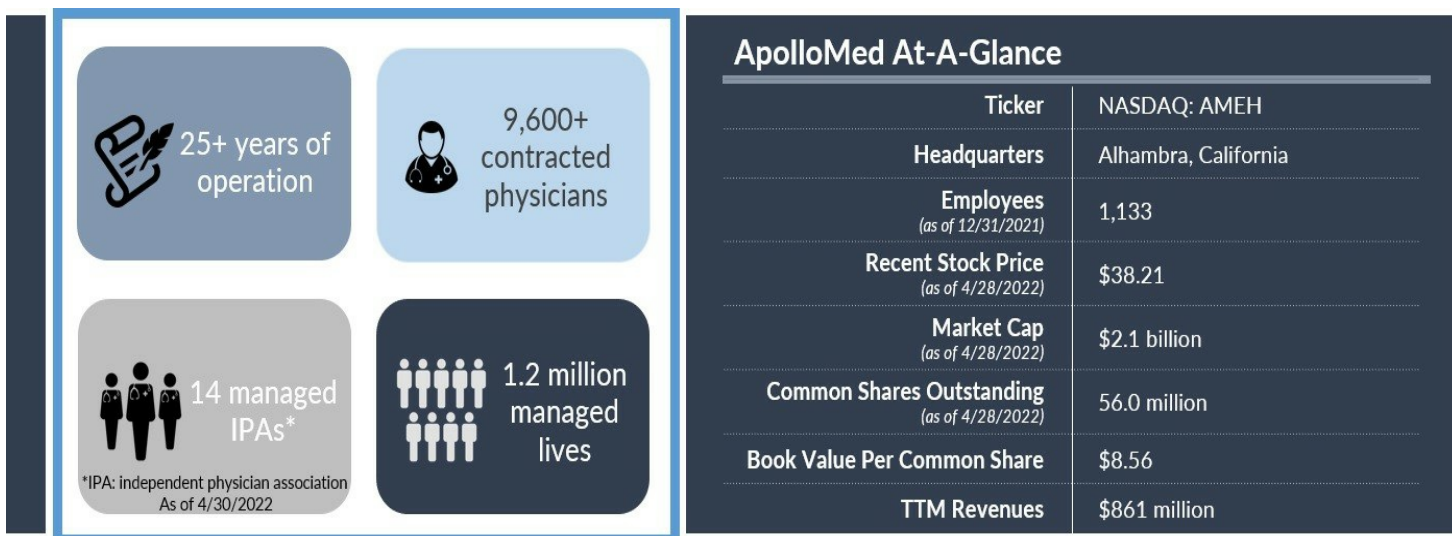 25+ years of
operation
9,600+
contracted
physicians
14 managed
IPAs*
*IPA: independent physician association
As of 4/30/2022
1.2 million
managed
lives
ApolloMed At-A-Glance
Ticker
NASDAQ: AMEH
Headquarters
Alhambra, California
Employees
(as of 12/31/2021)
1,133
Recent Stock Price
(as of 4/28/2022)
$38.21
Market Cap
(as of 4/28/2022)
$2.1 billion
Common Shares Outstanding
(as of 4/28/2022)
56.0 million
Book Value Per Common Share
$8.56
TTM Revenues
$861 million